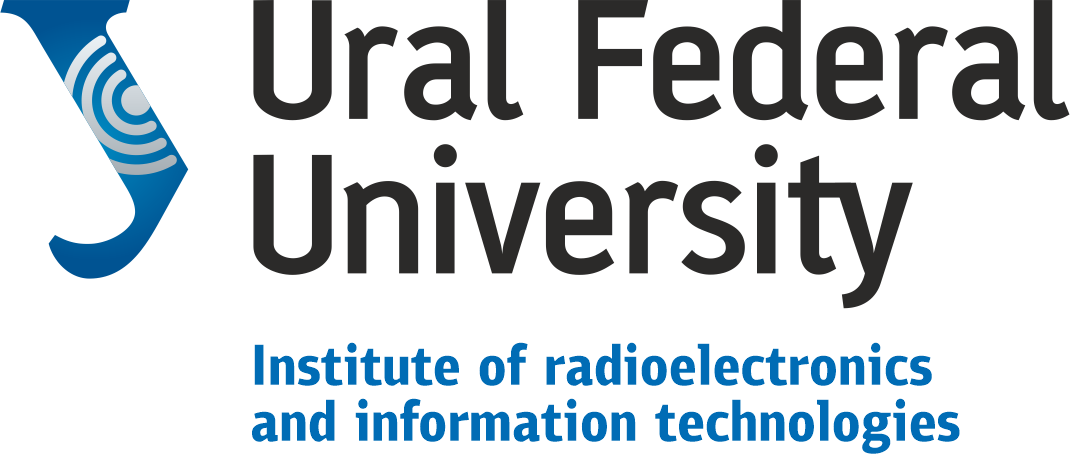 Ural Federal
University
Institute of radioelectronics
and information technologies